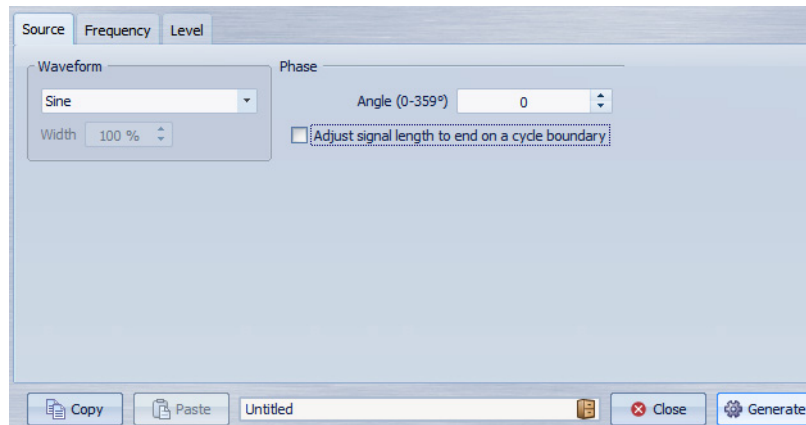 Source Frequency Level
Waveform Phase
Sine Angle (0-359°) 0
Width 100 % Adjust signal length to end on a cycle boundary
Copy Paste Untitled Close Generate